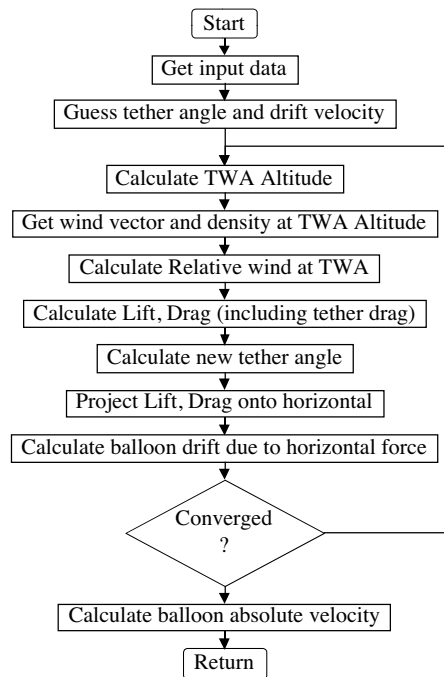 Start
Get input data
Guess tether angle and drift velocity
Calculate TWA Altitude
Get wind vector and density at TWA Altitude
Calculate Relative wind at TWA
Calculate Lift, Drag (including tether drag)
Calculate new tether angle
Project Lift, Drag onto horizontal
Calculate balloon drift due to horizontal force
Converged
?
Calculate balloon absolute velocity
Return